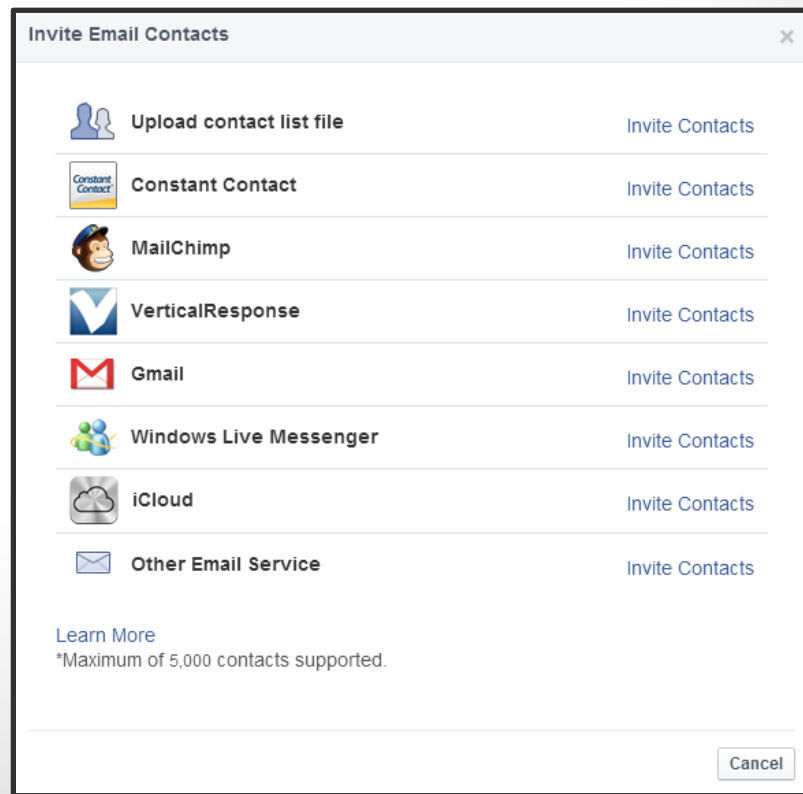 Invite Email Contacts ×
Upload contact list file Invite Contacts
Constant Contact Constant Contact Invite Contacts
MailChimp Invite Contacts
VerticalResponse Invite Contacts
Gmail Invite Contacts
Windows Live Messenger Invite Contacts
iCloud Invite Contacts
Other Email Service Invite Contacts
Learn More
*Maximum of 5,000 contacts supported.
Cancel